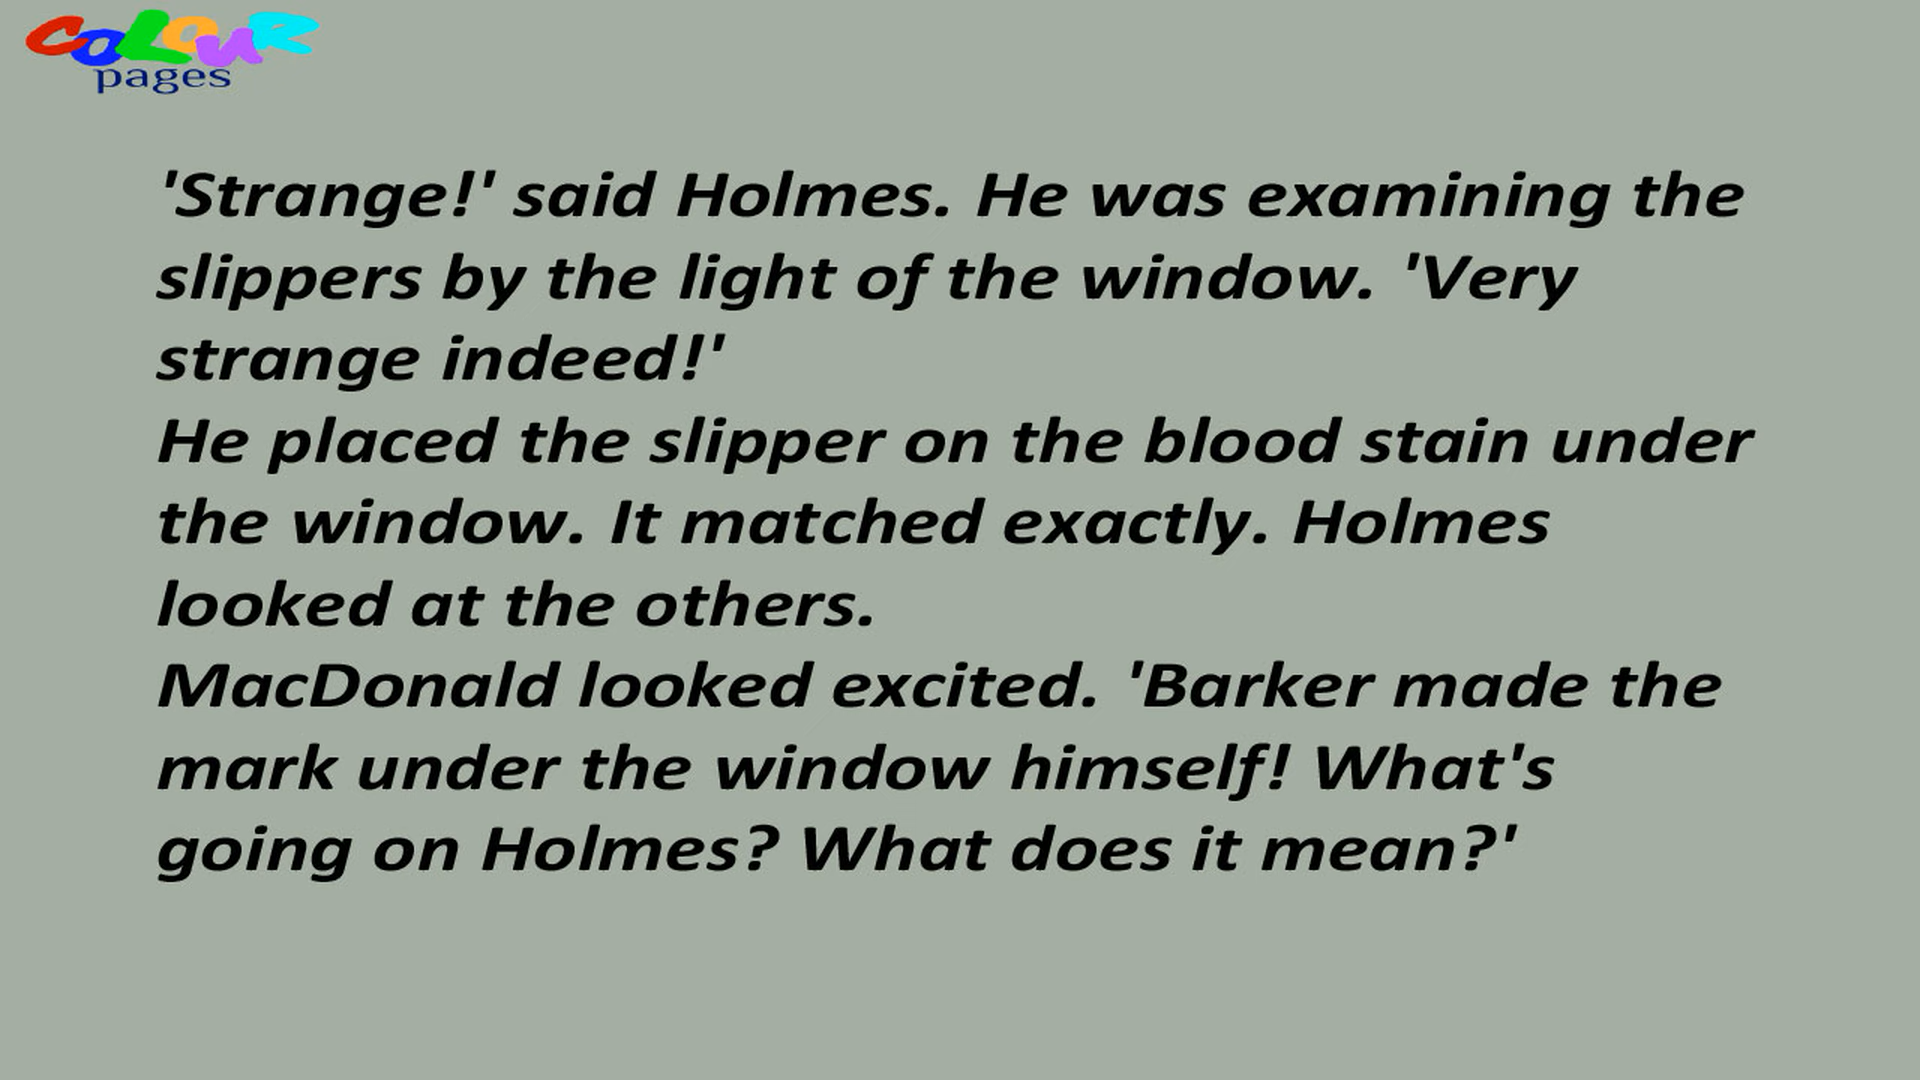 COLOUR
pages
'Strange!' said Holmes. He was examining the
slippers by the light of the window. 'Very
strange indeed!'
He placed the slipper on the blood stain under
the window. It matched exactly. Holmes
looked at the others.
MacDonald looked excited. 'Barker made the
mark under the window himself! What's
going on Holmes? What does it mean?'